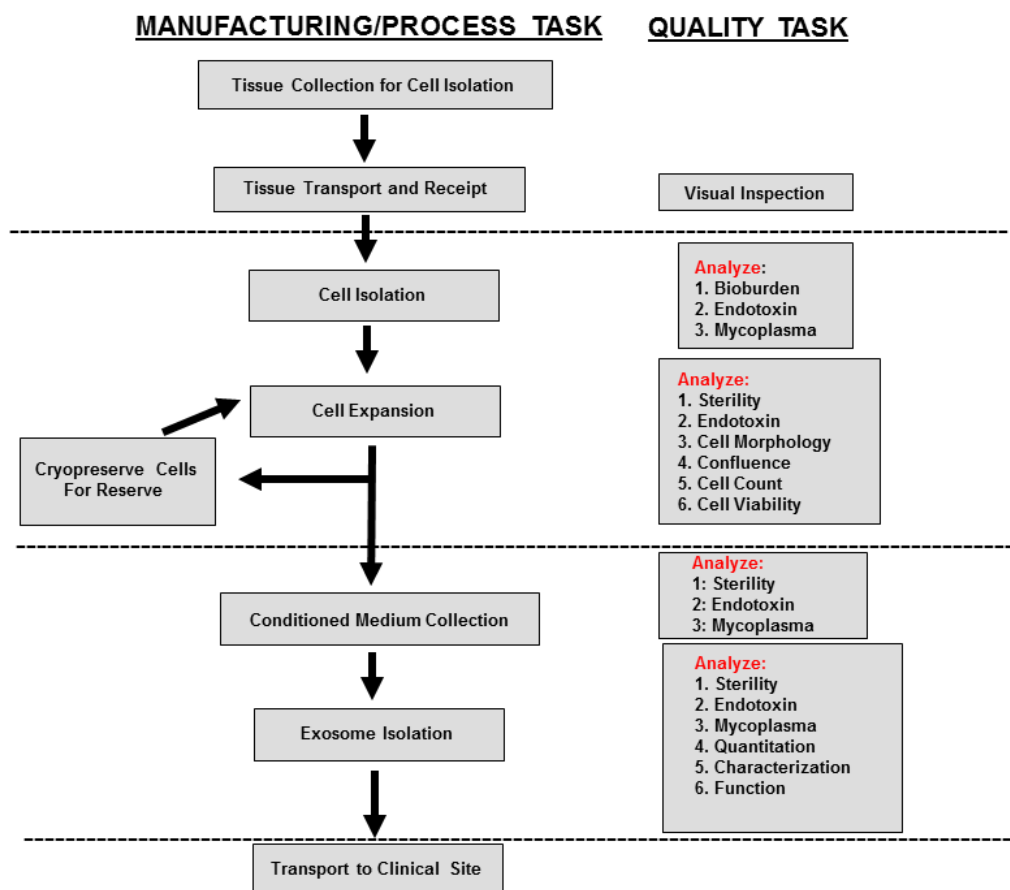 MANUFACTURING/PROCESS TASK
QUALITY TASK
Tissue Collection for Cell Isolation
Tissue Transport and Receipt
Visual Inspection
Cell Isolation
Analyze:
1. Bioburden
2. Endotoxin
3. Mycoplasma
Cell Expansion
Cryopreserve Cells
For Reserve
Analyze:
1. Sterility
2. Endotoxin
3. Cell Morphology
4. Confluence
5. Cell Count
6. Cell Viability
Conditioned Medium Collection
Analyze:
1: Sterility
2: Endotoxin
3: Mycoplasma
Exosome Isolation
Analyze:
1. Sterility
2. Endotoxin
3. Mycoplasma
4. Quantitation
5. Characterization
6. Function
Transport to Clinical Site